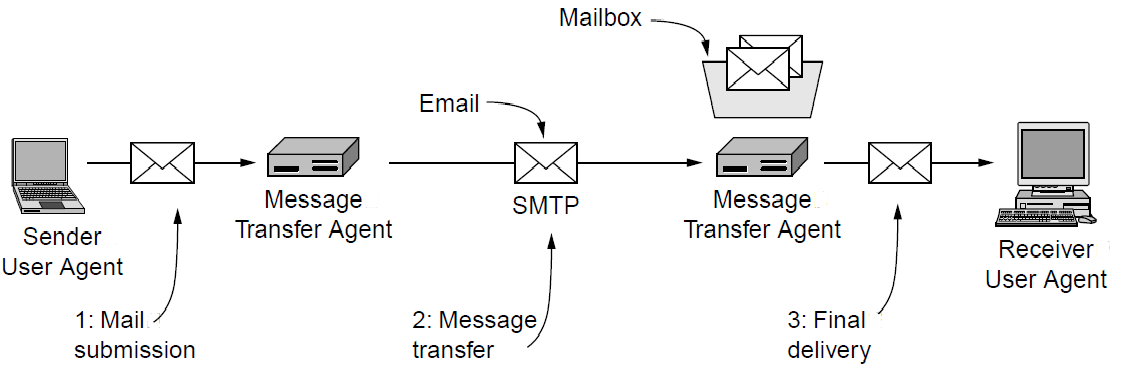 Mailbox
Email
Message
Transfer Agent
SMTP
Message
Transfer Agent
Sender
User Agent
Receiver
User Agent
1: Mail
submission
2: Message
transfer
3: Final
delivery